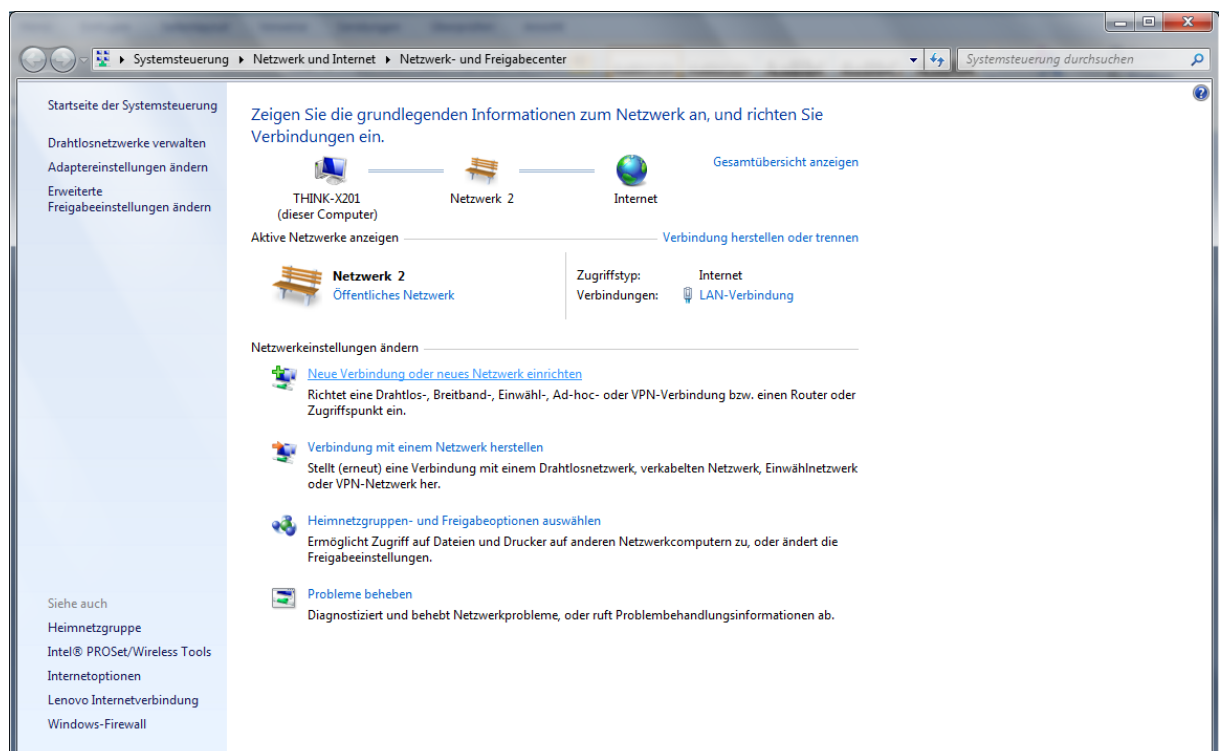 Systemsteuerung ▸ Netzwerk und Internet ▸ Netzwerk- und Freigabecenter
Systemsteuerung durchsuchen
Startseite der Systemsteuerung
Drahtlosnetzwerke verwalten
Adaptereinstellungen ändern
Erweiterte
Freigabeeinstellungen ändern
Zeigen Sie die grundlegenden Informationen zum Netzwerk an, und richten Sie
Verbindungen ein.
Gesamtübersicht anzeigen
THINK-X201
(dieser Computer)
Netzwerk 2
Internet
Aktive Netzwerke anzeigen
Verbindung herstellen oder trennen
Netzwerk 2
Öffentliches Netzwerk
Zugriffstyp: Internet
Verbindungen: LAN-Verbindung
Netzwerkeinstellungen ändern
Neue Verbindung oder neues Netzwerk einrichten
Richtet eine Drahtlos-, Breitband-, Einwähl-, Ad-hoc- oder VPN-Verbindung bzw. einen Router oder
Zugriffspunkt ein.
Verbindung mit einem Netzwerk herstellen
Stellt (erneut) eine Verbindung mit einem Drahtlosnetzwerk, verkabelten Netzwerk, Einwählnetzwerk
oder VPN-Netzwerk her.
Heimnetzgruppen- und Freigabeoptionen auswählen
Ermöglicht Zugriff auf Dateien und Drucker auf anderen Netzwerkcomputern zu, oder ändert die
Freigabeeinstellungen.
Probleme beheben
Diagnostiziert und behebt Netzwerkprobleme, oder ruft Problembehandlungsinformationen ab.
Siehe auch
Heimnetzgruppe
Intel® PROSet/Wireless Tools
Internetoptionen
Lenovo Internetverbindung
Windows-Firewall